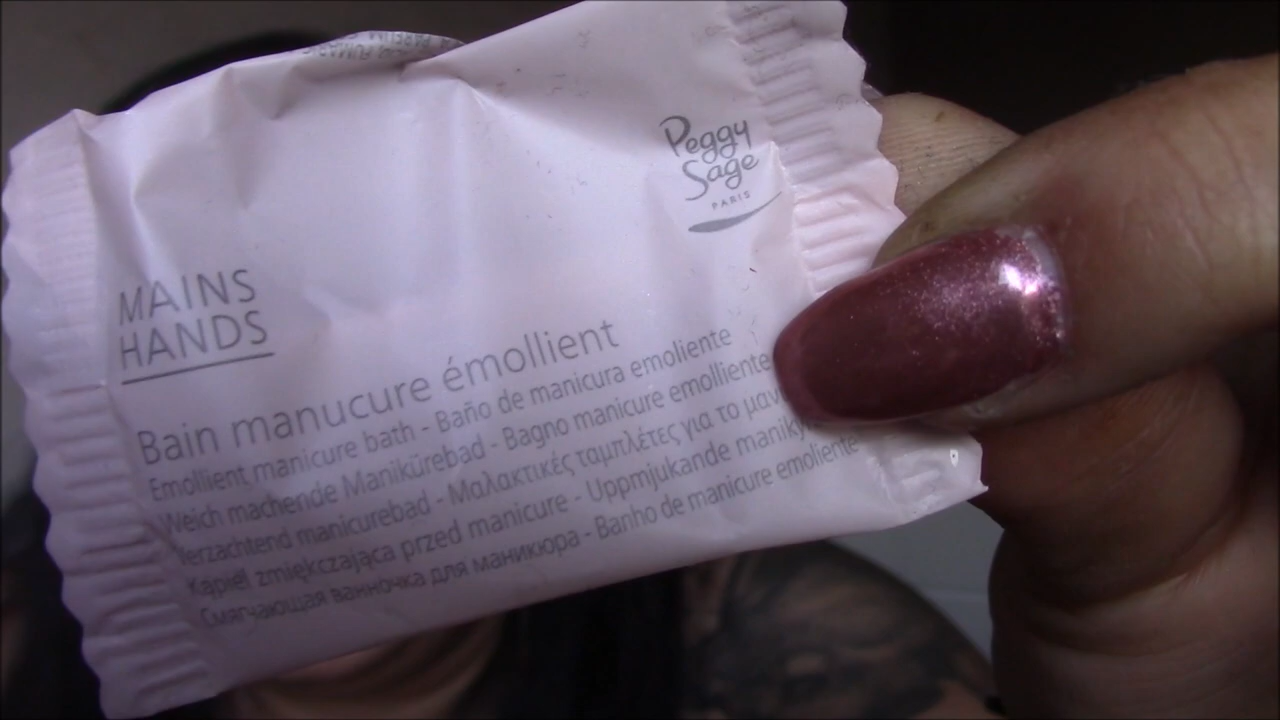 Peggy
Sage
PARIS
MAINS
HANDS
Bain manucure émollient
Emollient manicure bath - Baño de manicura emoliente
Weich machende Manikürebad - Bagno manicure emolliente
Verzachtend manicurebad - Μαλακτικές ταμπλέτες για το
Kąpiel zmiękczająca przed manicure - Uppmjukande
Смягчающая ванночка для маникюра - Banho de manicure emoliente